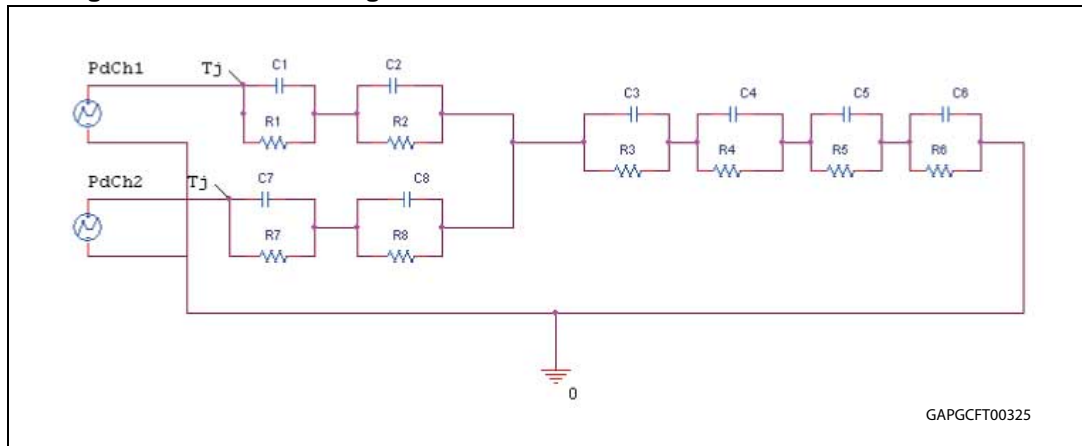 PdCh1
Tj
C1
C2
R1
R2
C3
C4
C5
C6
R3
R4
R5
R6
PdCh2
Tj
C7
C8
R7
R8
0
GAPGCFT00325